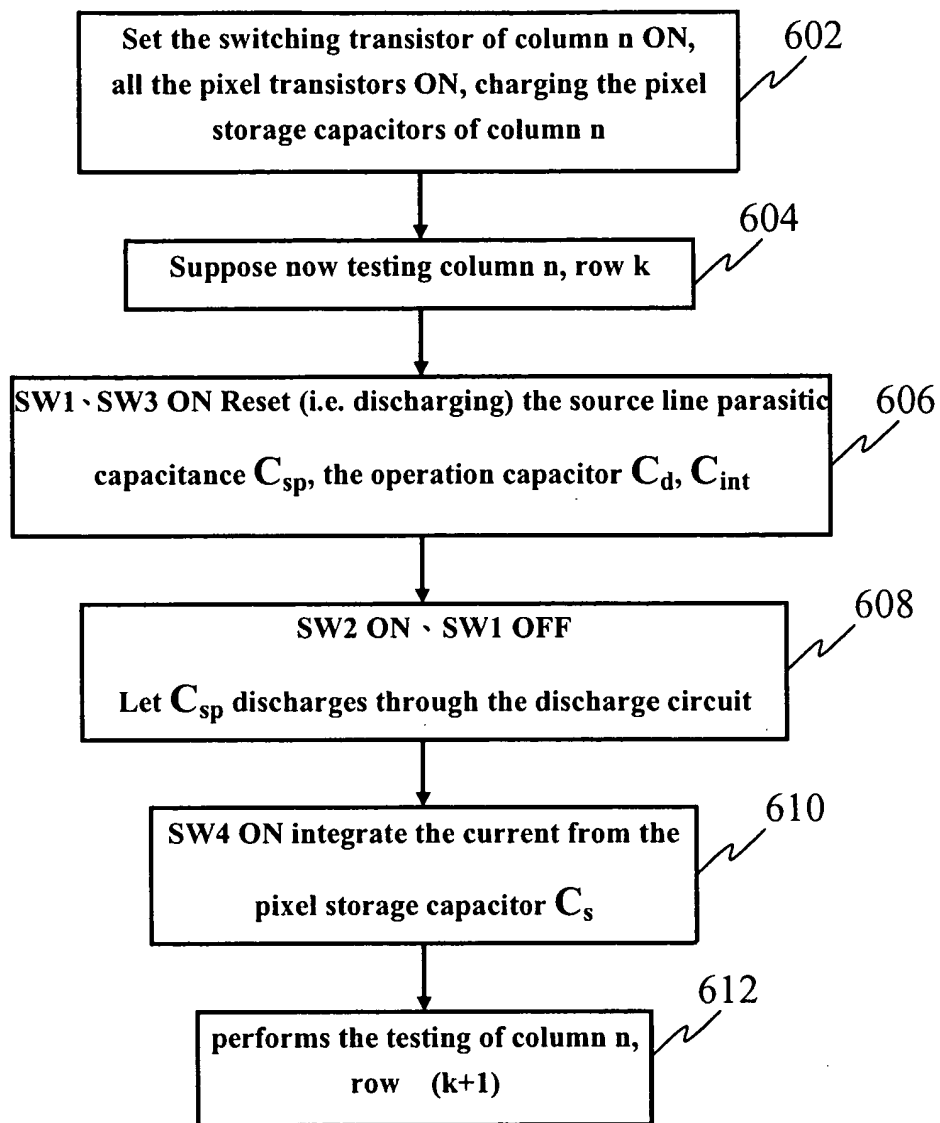 Set the switching transistor of column n ON,
602
all the pixel transistors ON, charging the pixel
storage capacitors of column n
604
Suppose now testing column n, row k
SW1、SW3 ON Reset (i.e. discharging) the source line parasitic
606
capacitance Csp, the operation capacitor Cd, Cint
608
SW2 ON、SW1 OFF
Let Csp discharges through the discharge circuit
610
SW4 ON integrate the current from the
pixel storage capacitor Cs
612
performs the testing of column n,
row (k+1)